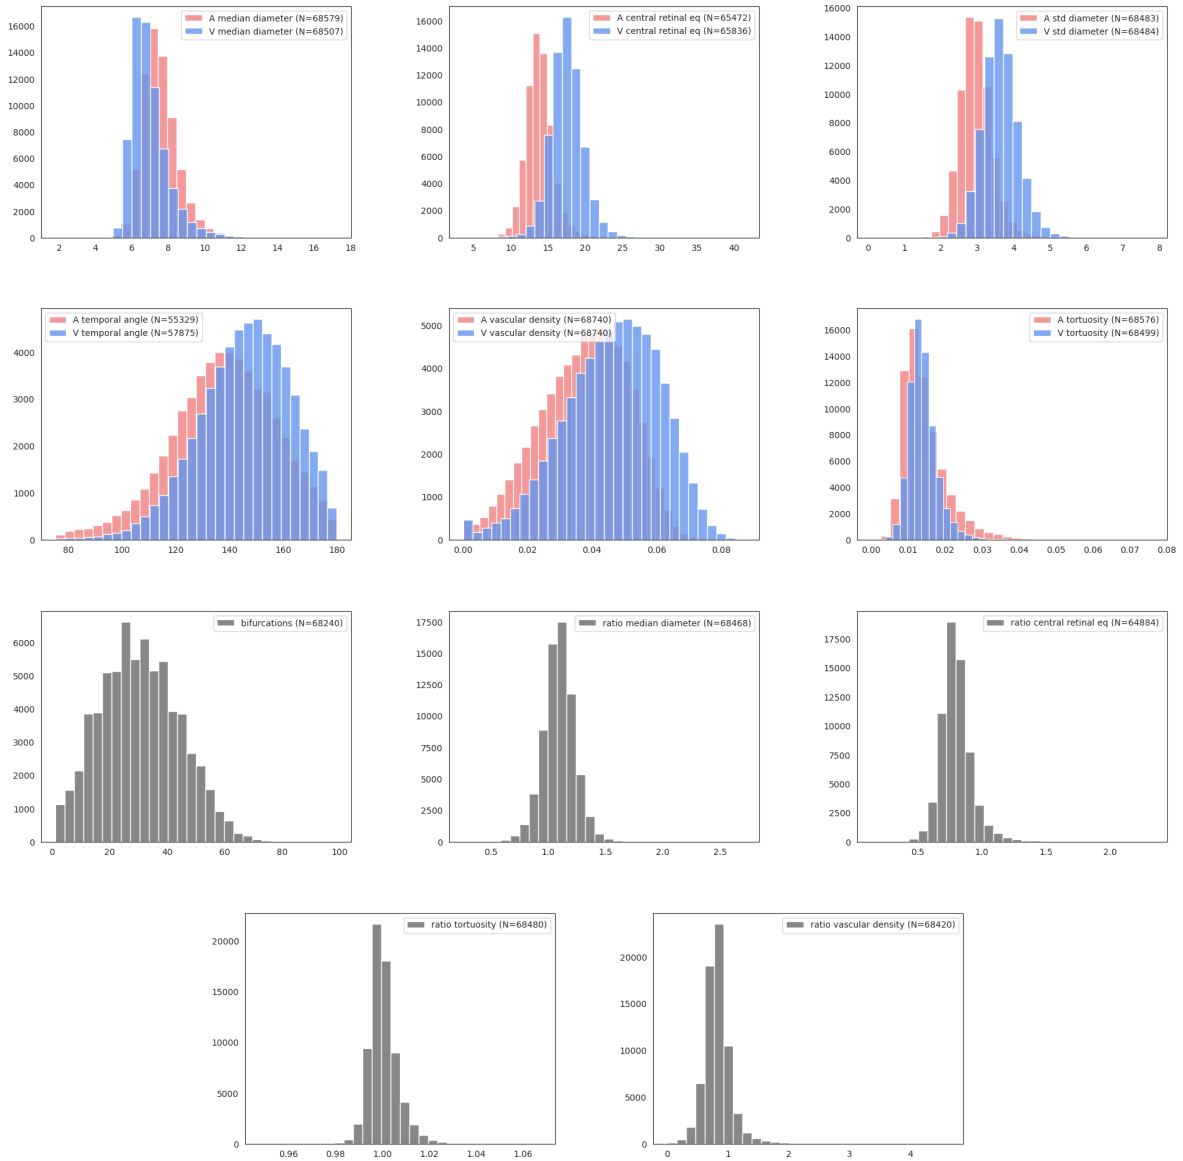 A median diameter (N=68579)
V median diameter (N=68507)
16000
14000
12000
10000
8000
6000
4000
2000
0
2 4 6 8 10 12 14 16 18
A central retinal eq (N=65472)
V central retinal eq (N=65836)
16000
14000
12000
10000
8000
6000
4000
2000
0
5 10 15 20 25 30 35 40
A std diameter (N=68483)
V std diameter (N=68484)
16000
14000
12000
10000
8000
6000
4000
2000
0
0 1 2 3 4 5 6 7 8
A temporal angle (N=55329)
V temporal angle (N=57875)
4000
3000
2000
1000
0
80 100 120 140 160 180
A vascular density (N=68740)
V vascular density (N=68740)
5000
4000
3000
2000
1000
0
0.00 0.02 0.04 0.06 0.08
A tortuosity (N=68576)
V tortuosity (N=68499)
16000
14000
12000
10000
8000
6000
4000
2000
0
0.00 0.01 0.02 0.03 0.04 0.05 0.06 0.07 0.08
bifurcations (N=68240)
6000
5000
4000
3000
2000
1000
0
0 20 40 60 80 100
ratio median diameter (N=68468)
17500
15000
12500
10000
7500
5000
2500
0
0.5 1.0 1.5 2.0 2.5
ratio central retinal eq (N=64884)
17500
15000
12500
10000
7500
5000
2500
0
0.5 1.0 1.5 2.0
ratio tortuosity (N=68480)
20000
15000
10000
5000
0
0.96 0.98 1.00 1.02 1.04 1.06
ratio vascular density (N=68420)
20000
15000
10000
5000
0
0 1 2 3 4